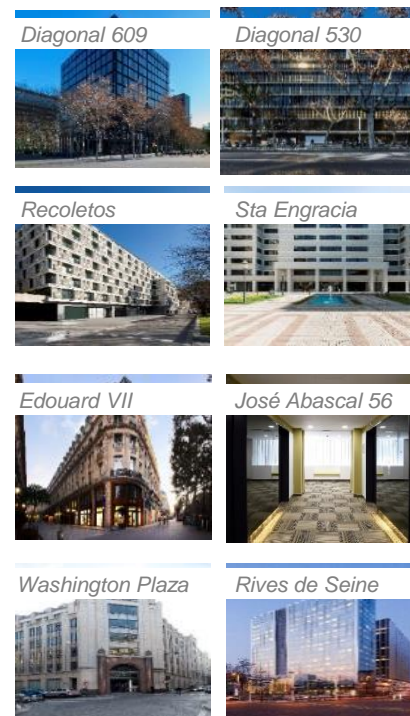 Diagonal 609
Diagonal 530
Recoletos
Sta Engracia
Edouard VII
José Abascal 56
Washington Plaza
Rives de Seine